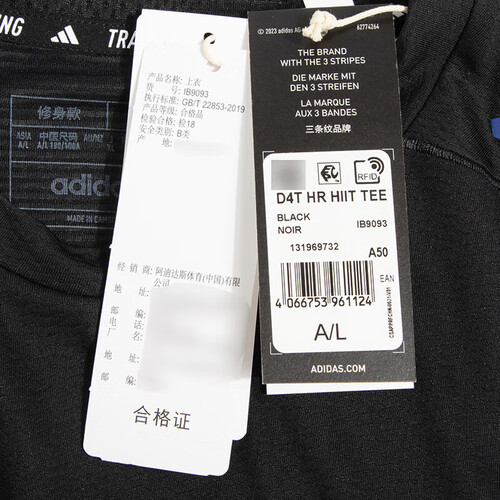 NING
TRA
修身款
ASIA
中国尺码
A/L
A/L 180/100A
adidas
MADE IN CAM
产品名称：上衣
货 号：IB9093
执行标准：GB/T 22853-2019
产品等级：合格品
检验合格：检18
安全类别：B类
产 地：
经 销 商：阿迪达斯体育(中国)有限
公司
地 址：
邮 编：
电 话：
厂 名：
地 址：
邮 编：
合格证
© 2023 adidas AG
62774264
THE BRAND
WITH THE 3 STRIPES
DIE MARKE MIT
DEN 3 STREIFEN
LA MARQUE
AUX 3 BANDES
三条纹品牌
RFID
D4T HR HIIT TEE
BLACK
NOIR
IB9093
131969732
A50
EAN
4 066753 961124
A/L
ADIDAS.COM